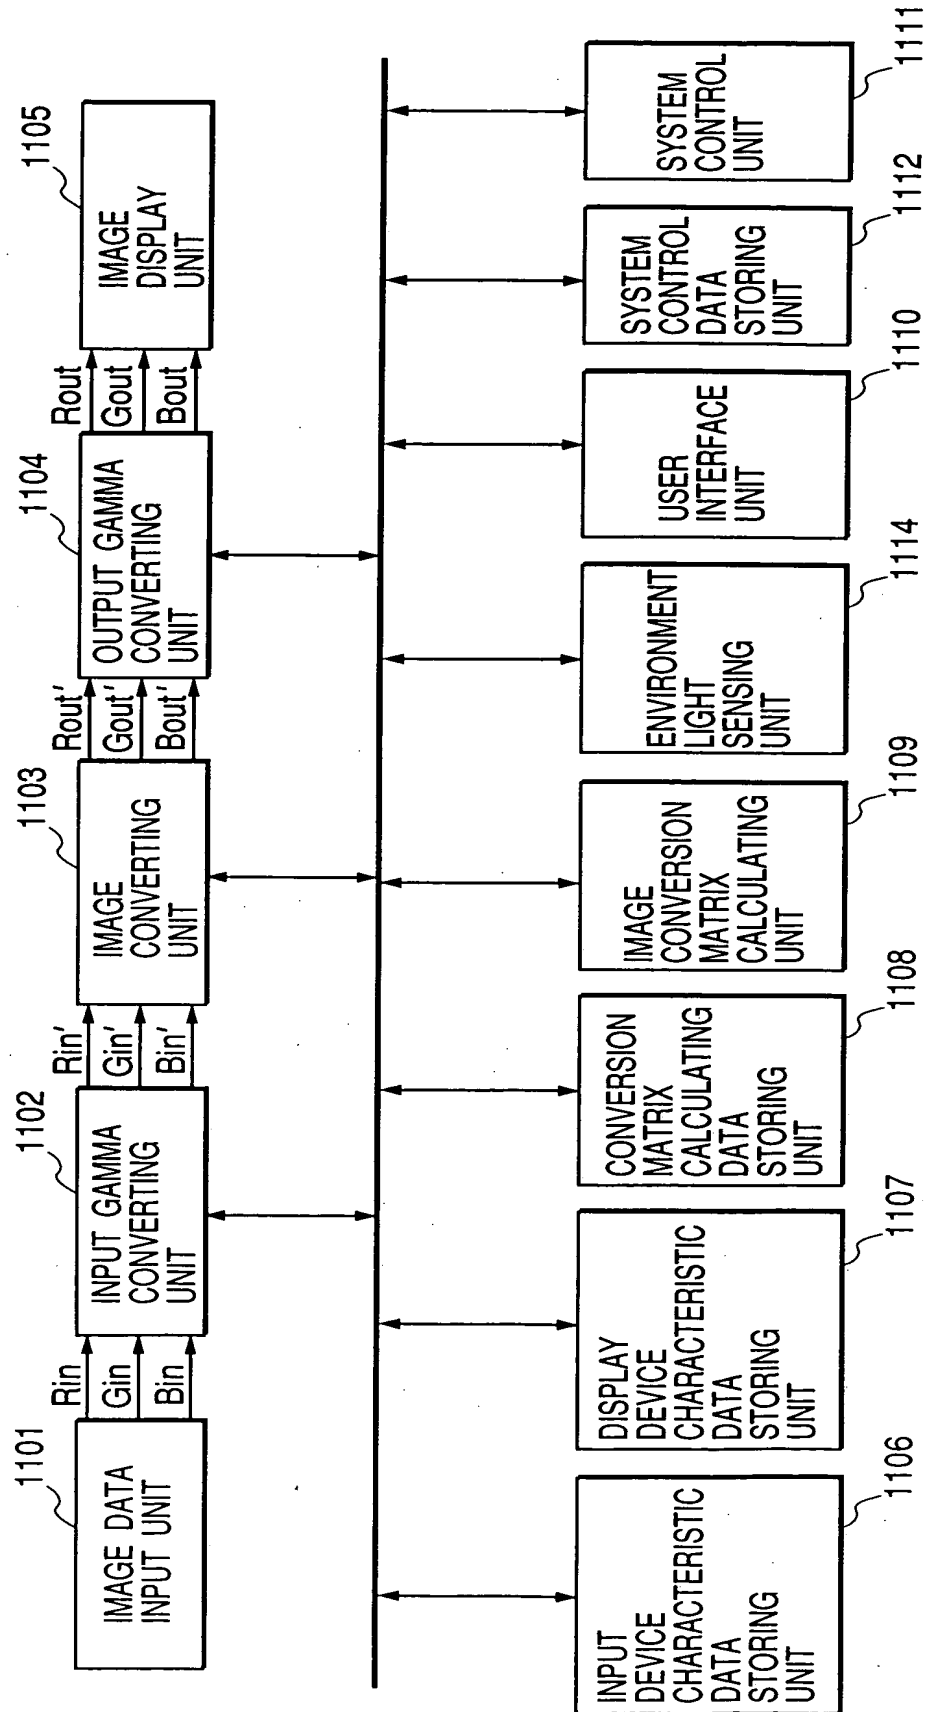 1101
IMAGE DATA
INPUT UNIT
Rin
Gin
Bin
1102
INPUT GAMMA
CONVERTING
UNIT
Rin'
Gin'
Bin'
1103
IMAGE
CONVERTING
UNIT
Rout'
Gout'
Bout'
1104
OUTPUT GAMMA
CONVERTING
UNIT
Rout
Gout
Bout
1105
IMAGE
DISPLAY
UNIT
INPUT
DEVICE
CHARACTERISTIC
DATA
STORING
UNIT
1106
DISPLAY
DEVICE
CHARACTERISTIC
DATA
STORING
UNIT
1107
CONVERSION
MATRIX
CALCULATING
DATA
STORING
UNIT
1108
IMAGE
CONVERSION
MATRIX
CALCULATING
UNIT
1109
ENVIRONMENT
LIGHT
SENSING
UNIT
1114
USER
INTERFACE
UNIT
1110
SYSTEM
CONTROL
DATA
STORING
UNIT
1112
SYSTEM
CONTROL
UNIT
1111